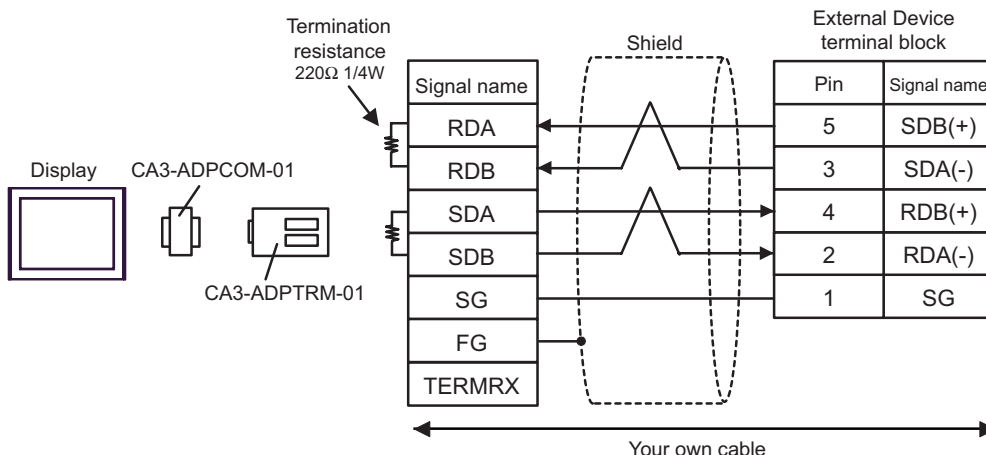 Termination
resistance
220Ω 1/4W
Shield
External Device
terminal block
Signal name
RDA
RDB
SDA
SDB
SG
FG
TERMRX
Pin Signal name
5 SDB(+)
3 SDA(-)
4 RDB(+)
2 RDA(-)
1 SG
Display
CA3-ADPCOM-01
CA3-ADPTRM-01
Your own cable